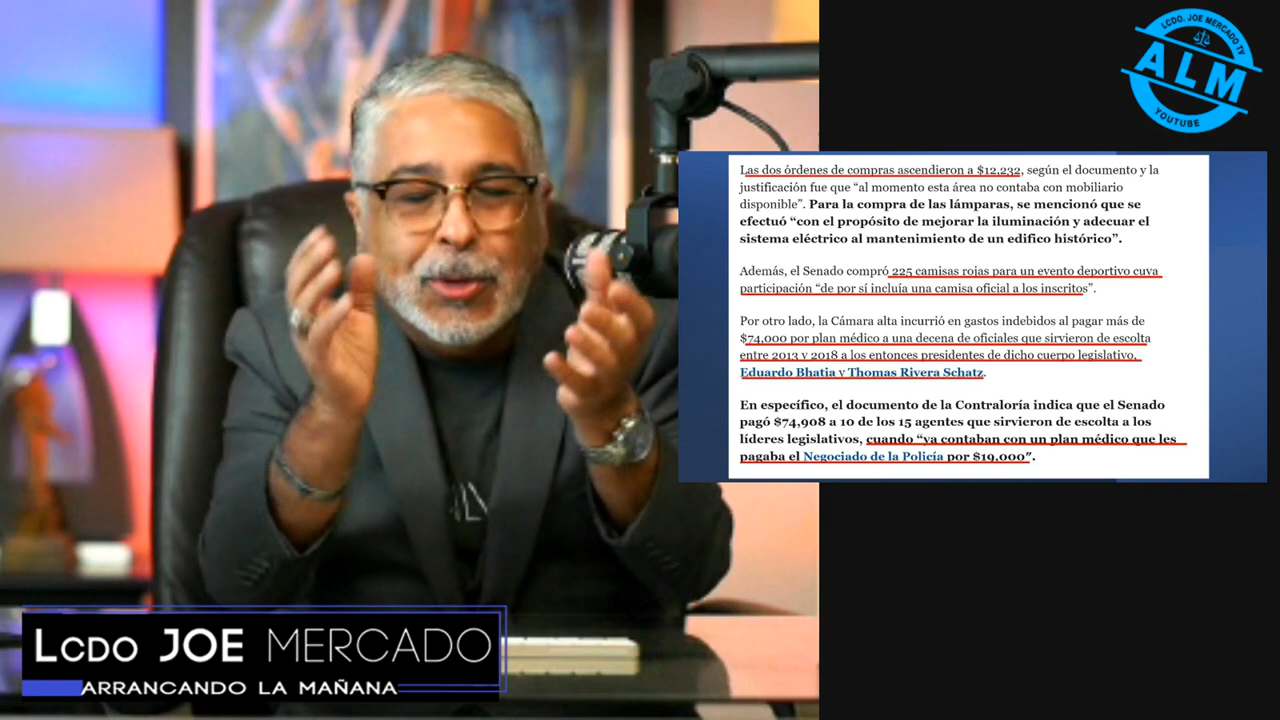 LCDO. JOE MERCADO TV
ALM
YOUTUBE
Las dos órdenes de compras ascendieron a $12,232, según el documento y la
justificación fue que “al momento esta área no contaba con mobiliario
disponible”. Para la compra de las lámparas, se mencionó que se
efectuó “con el propósito de mejorar la iluminación y adecuar el
sistema eléctrico al mantenimiento de un edifico histórico”.
Además, el Senado compró 225 camisas rojas para un evento deportivo cuya
participación “de por sí incluía una camisa oficial a los inscritos”.
Por otro lado, la Cámara alta incurrió en gastos indebidos al pagar más de
$74,000 por plan médico a una decena de oficiales que sirvieron de escolta
entre 2013 y 2018 a los entonces presidentes de dicho cuerpo legislativo,
Eduardo Bhatia y Thomas Rivera Schatz.
En específico, el documento de la Contraloría indica que el Senado
pagó $74,908 a 10 de los 15 agentes que sirvieron de escolta a los
líderes legislativos, cuando “ya contaban con un plan médico que les
pagaba el Negociado de la Policía por $19,000″.
LCDO JOE MERCADO
ARRANCANDO LA MAÑANA